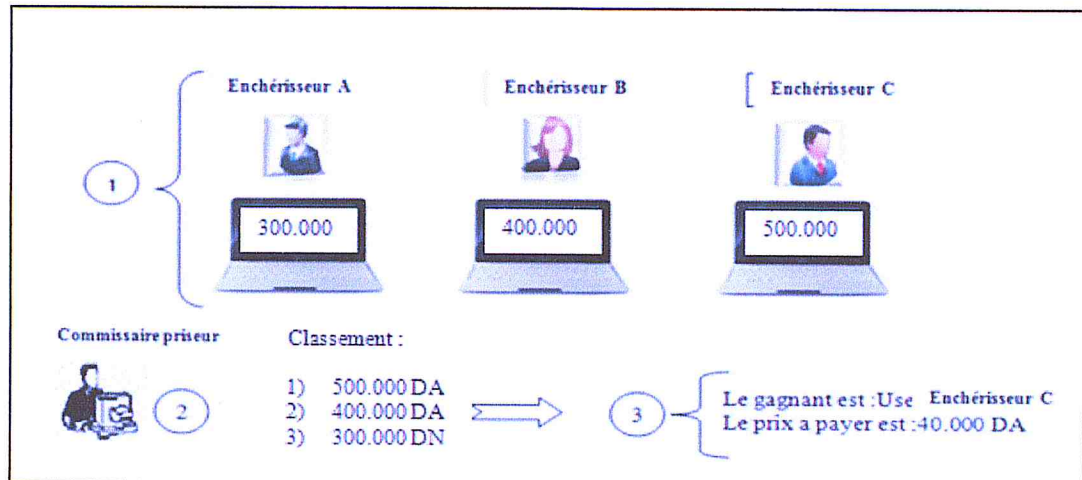 Enchérisseur A
Enchérisseur B
[ Enchérisseur C
1
300.000
400.000
500.000
Commissaire priseur
Classement :
2
1) 500.000 DA
2) 400.000 DA
3) 300.000 DN
3
Le gagnant est :Use Enchérisseur C
Le prix a payer est :40.000 DA